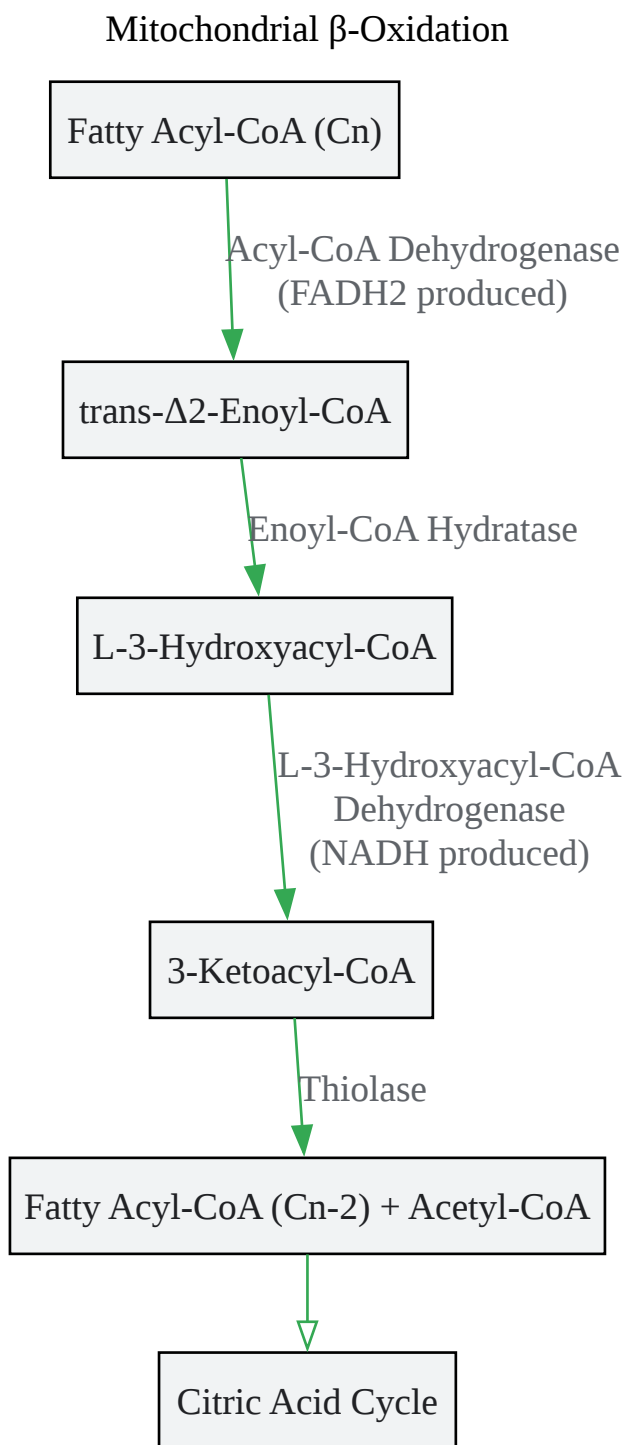 Mitochondrial β-Oxidation
Fatty Acyl-CoA (Cn)
Acyl-CoA Dehydrogenase
(FADH2 produced)
trans-Δ2-Enoyl-CoA
Enoyl-CoA Hydratase
L-3-Hydroxyacyl-CoA
L-3-Hydroxyacyl-CoA
Dehydrogenase
(NADH produced)
3-Ketoacyl-CoA
Thiolase
Fatty Acyl-CoA (Cn-2) + Acetyl-CoA
Citric Acid Cycle